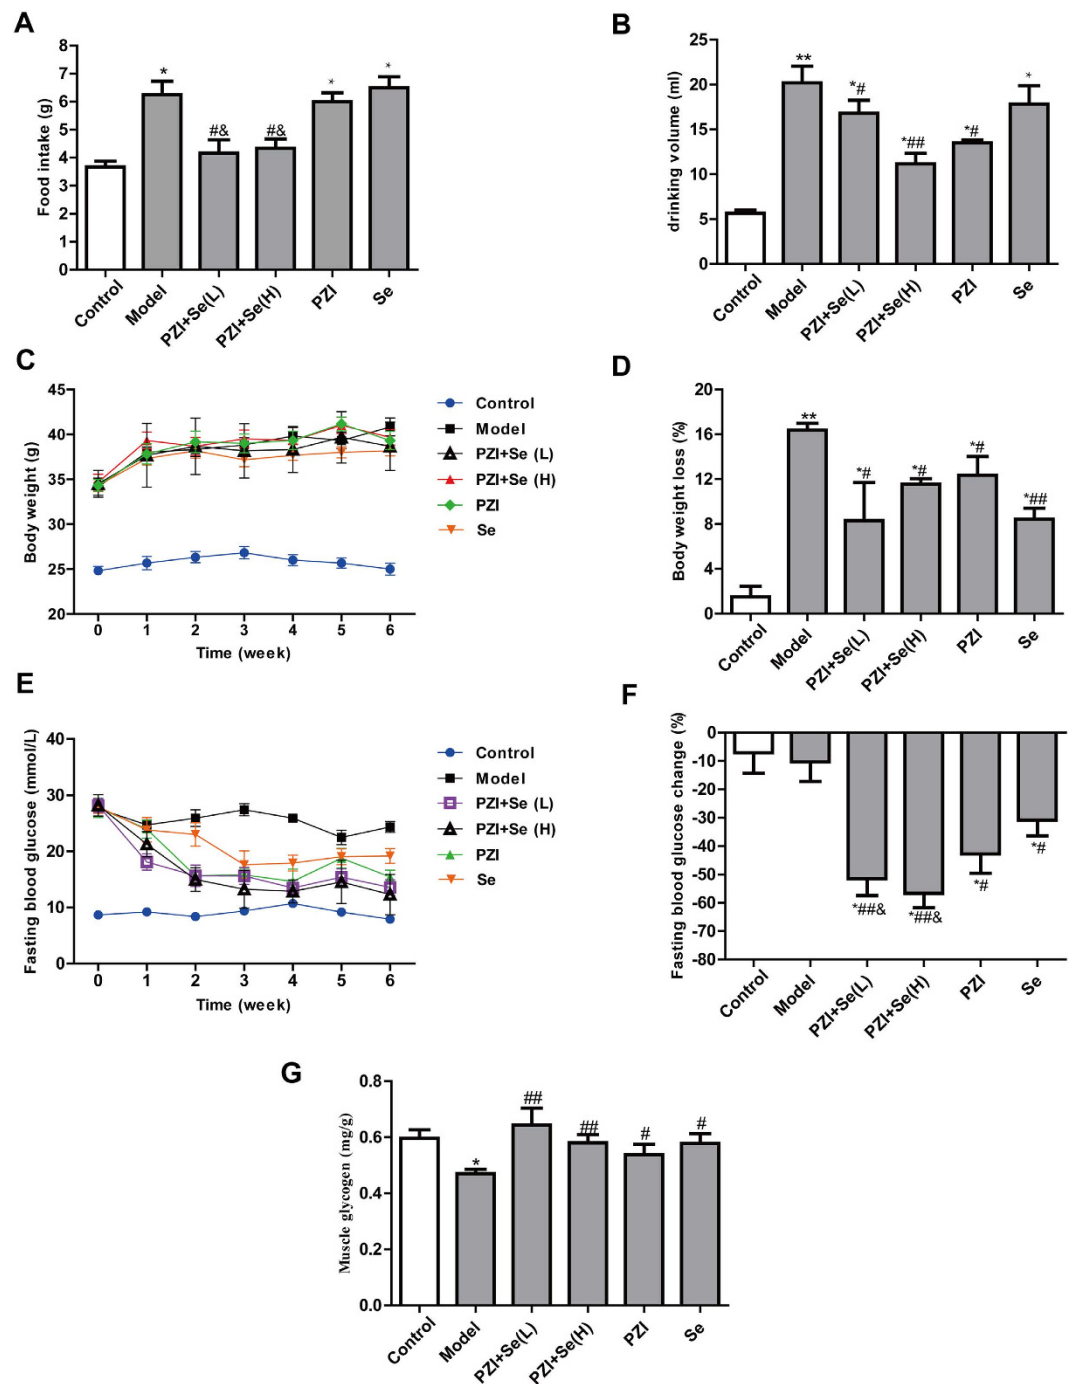 A
Food intake (g)
8
7
6
5
4
3
2
1
0
*
#&
#&
*
*
Control
Model
PZI+Se(L)
PZI+Se(H)
PZI
Se
B
drinking volume (ml)
25
20
15
10
5
0
**
*#
*##
*#
*
Control
Model
PZI+Se(L)
PZI+Se(H)
PZI
Se
C
Body weight (g)
45
40
35
30
25
20
0 1 2 3 4 5 6
Time (week)
Control
Model
PZI+Se (L)
PZI+Se (H)
PZI
Se
D
Body weight loss (%)
20
16
12
8
4
0
**
*#
*#
*#
*##
Control
Model
PZI+Se(L)
PZI+Se(H)
PZI
Se
E
Fasting blood glucose (mmol/L)
40
30
20
10
0
0 1 2 3 4 5 6
Time (week)
Control
Model
PZI+Se (L)
PZI+Se (H)
PZI
Se
F
Fasting blood glucose change (%)
0
-10
-20
-30
-40
-50
-60
-70
-80
*##&
*##&
*#
*#
Control
Model
PZI+Se(L)
PZI+Se(H)
PZI
Se
G
Muscle glycogen (mg/g)
0.8
0.6
0.4
0.2
0.0
*
##
##
#
#
Control
Model
PZI+Se(L)
PZI+Se(H)
PZI
Se